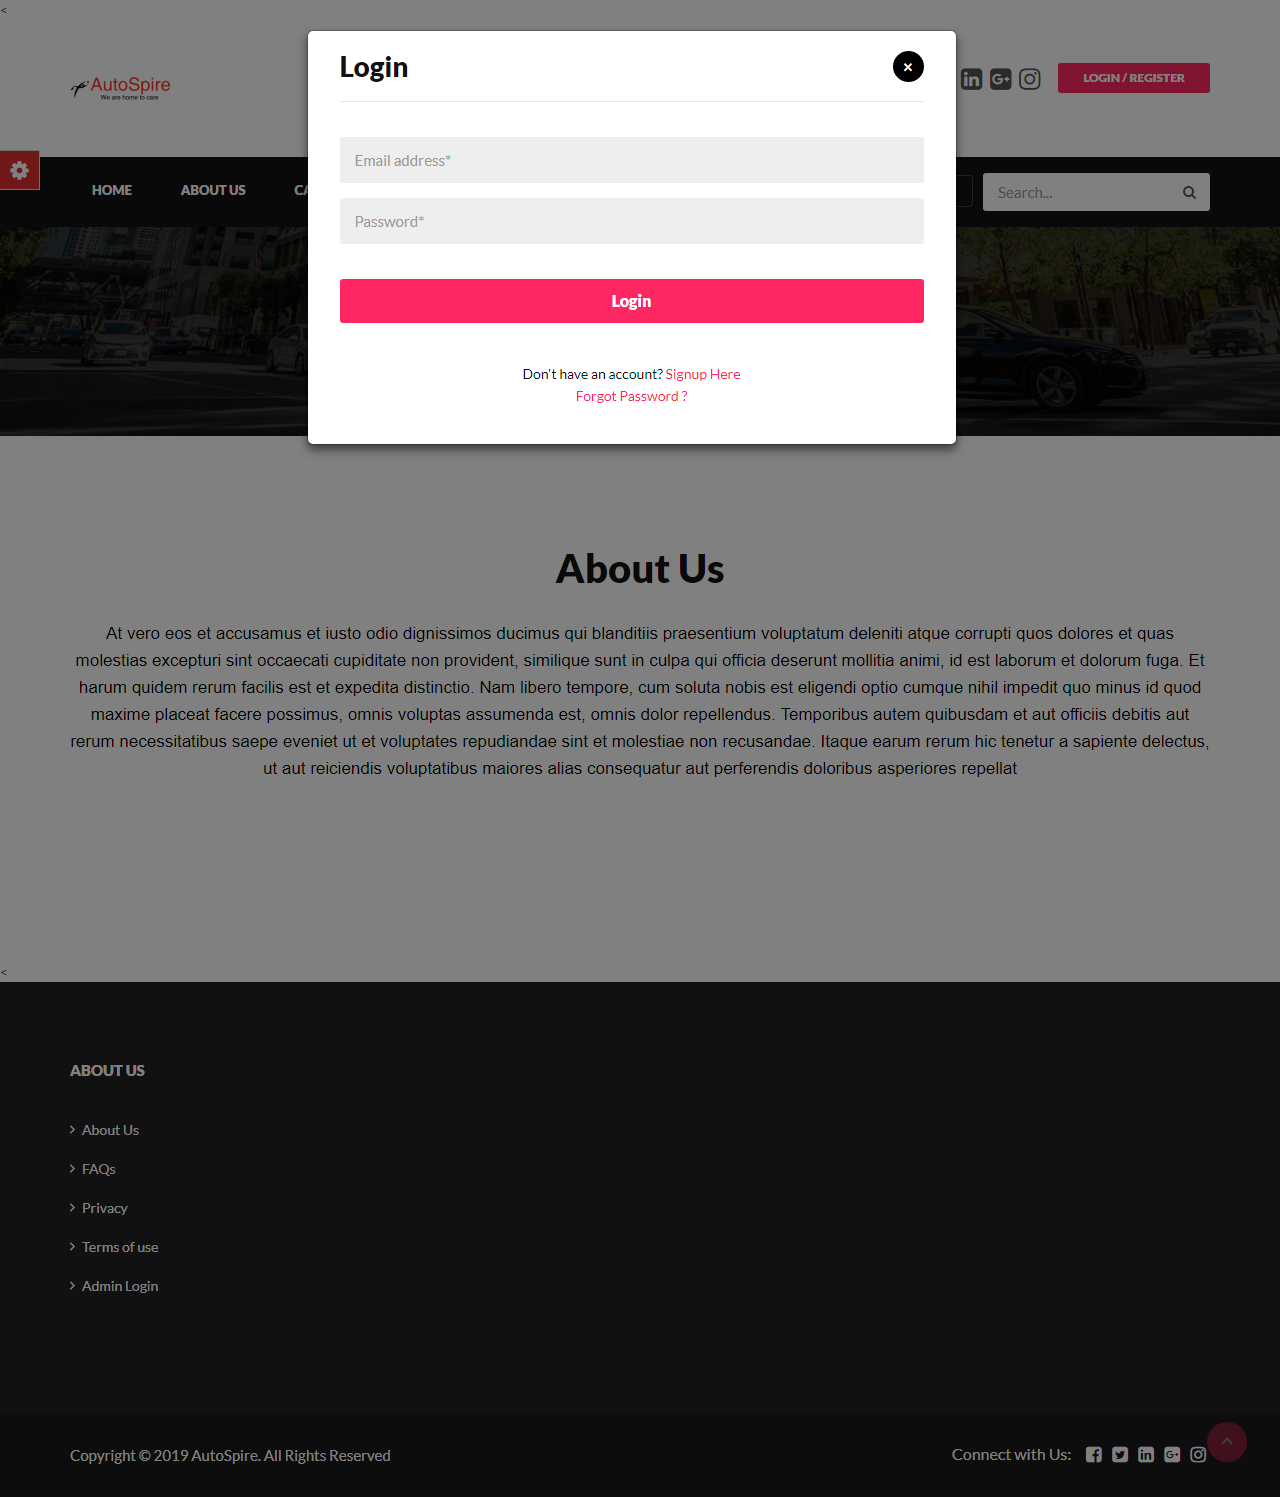 <
AutoSpire
We are home to care
LOGIN / REGISTER
Login
×
Email address*
Password*
Login
Don't have an account? Signup Here
Forgot Password ?
HOME
ABOUT US
CA
Search...
About Us
At vero eos et accusamus et iusto odio dignissimos ducimus qui blanditiis praesentium voluptatum deleniti atque corrupti quos dolores et quas
molestias excepturi sint occaecati cupiditate non provident, similique sunt in culpa qui officia deserunt mollitia animi, id est laborum et dolorum fuga. Et
harum quidem rerum facilis est et expedita distinctio. Nam libero tempore, cum soluta nobis est eligendi optio cumque nihil impedit quo minus id quod
maxime placeat facere possimus, omnis voluptas assumenda est, omnis dolor repellendus. Temporibus autem quibusdam et aut officiis debitis aut
rerum necessitatibus saepe eveniet ut et voluptates repudiandae sint et molestiae non recusandae. Itaque earum rerum hic tenetur a sapiente delectus,
ut aut reiciendis voluptatibus maiores alias consequatur aut perferendis doloribus asperiores repellat
<
ABOUT US
About Us
FAQs
Privacy
Terms of use
Admin Login
Copyright © 2019 AutoSpire. All Rights Reserved
Connect with Us: